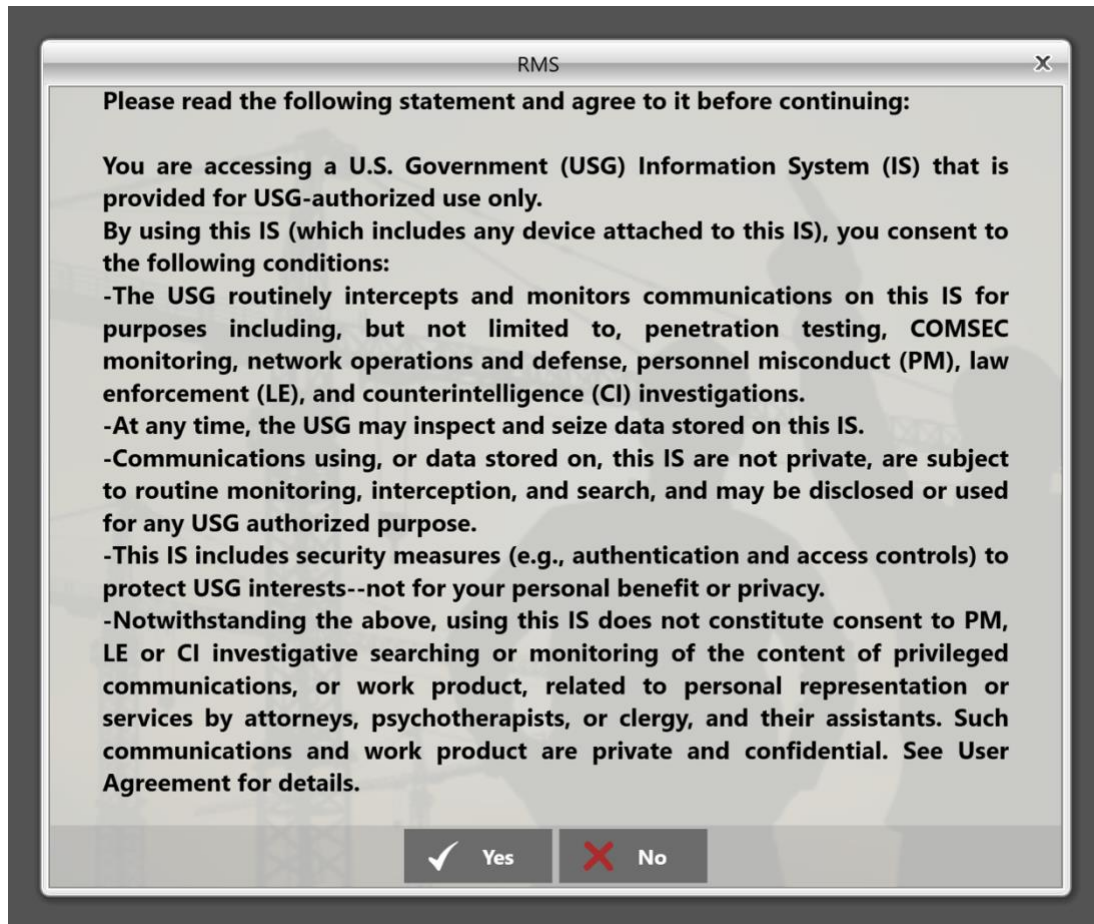 RMS
Please read the following statement and agree to it before continuing:
You are accessing a U.S. Government (USG) Information System (IS) that is
provided for USG-authorized use only.
By using this IS (which includes any device attached to this IS), you consent to
the following conditions:
-The USG routinely intercepts and monitors communications on this IS for
purposes including, but not limited to, penetration testing, COMSEC
monitoring, network operations and defense, personnel misconduct (PM), law
enforcement (LE), and counterintelligence (CI) investigations.
-At any time, the USG may inspect and seize data stored on this IS.
-Communications using, or data stored on, this IS are not private, are subject
to routine monitoring, interception, and search, and may be disclosed or used
for any USG authorized purpose.
-This IS includes security measures (e.g., authentication and access controls) to
protect USG interests--not for your personal benefit or privacy.
-Notwithstanding the above, using this IS does not constitute consent to PM,
LE or CI investigative searching or monitoring of the content of privileged
communications, or work product, related to personal representation or
services by attorneys, psychotherapists, or clergy, and their assistants. Such
communications and work product are private and confidential. See User
Agreement for details.
Yes No